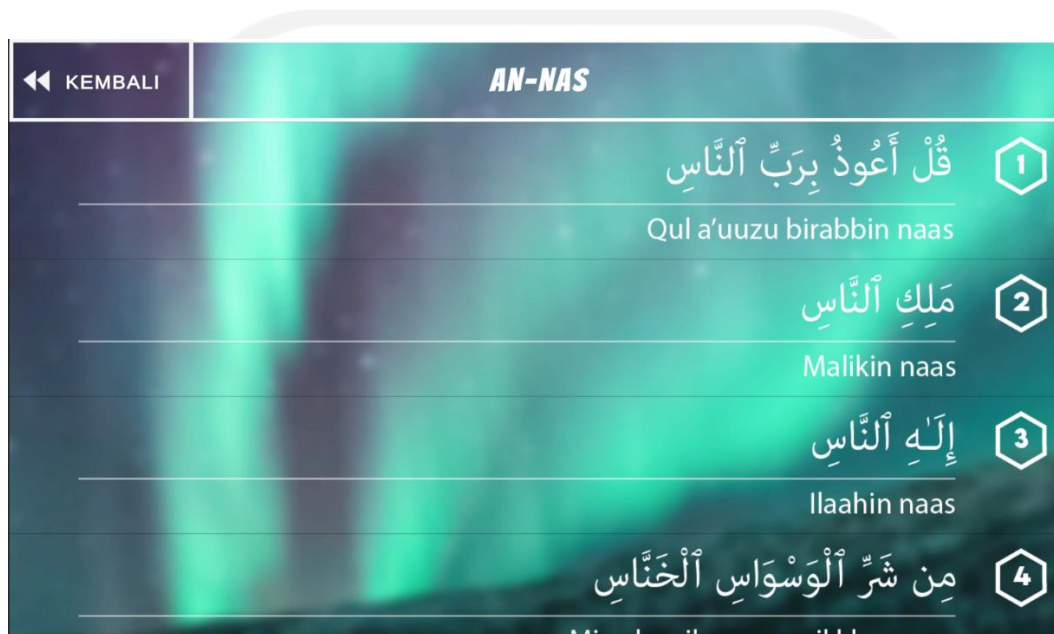 KEMBALI
AN-NAS
قُلْ أَعُوذُ بِرَبِّ ٱلنَّاسِ
1
Qul a’uuzu birabbin naas
مَلِكِ ٱلنَّاسِ
2
Malikin naas
إِلَـٰهِ ٱلنَّاسِ
3
Ilaahin naas
مِن شَرِّ ٱلْوَسْوَاسِ ٱلْخَنَّاسِ
4